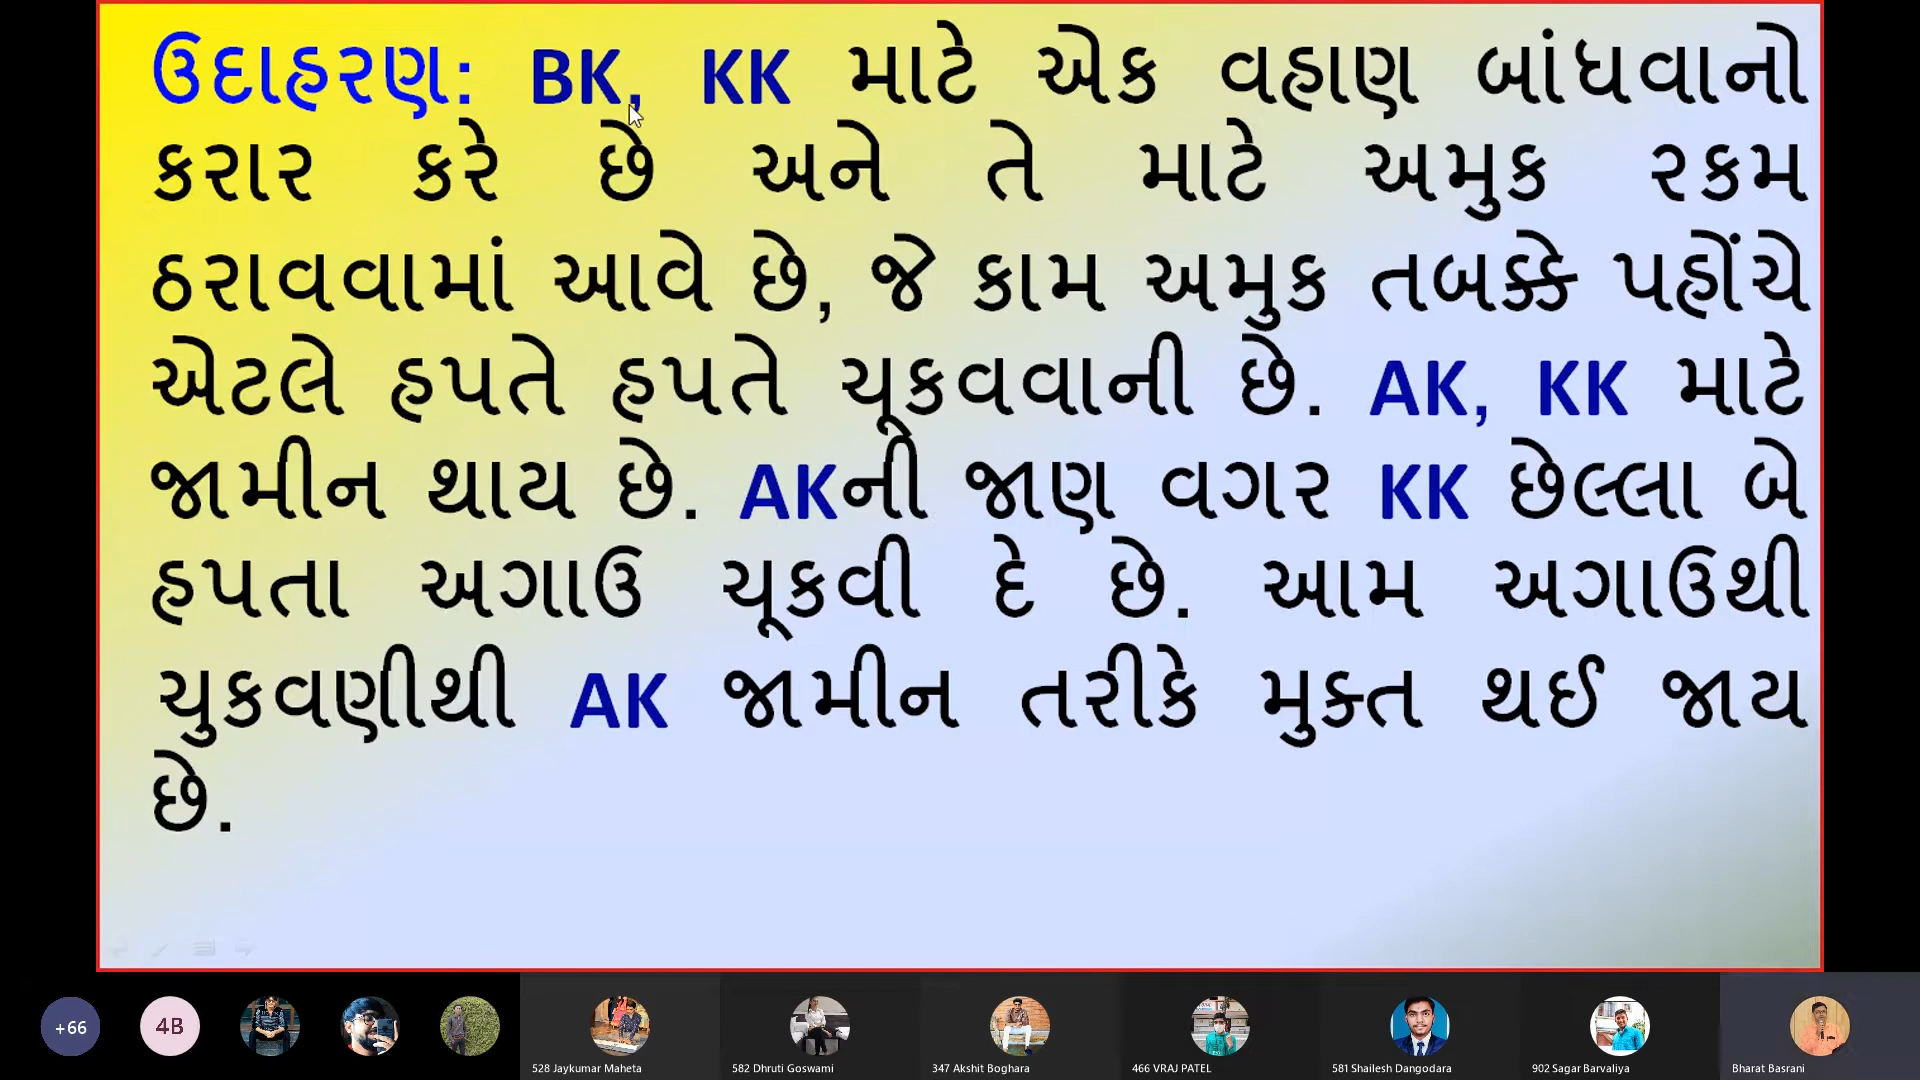 ઉદાહરણ: BK, KK માટે એક વહાણ બાંધવાનો
કરાર કરે છે અને તે માટે અમુક રકમ
ઠરાવવામાં આવે છે, જે કામ અમુક તબક્કે પહોંચે
એટલે હપતે હપતે ચૂકવવાની છે. AK, KK માટે
જામીન થાય છે. AKની જાણ વગર KK છેલ્લા બે
હપતા અગાઉ ચૂકવી દે છે. આમ અગાઉથી
ચુકવણીથી AK જામીન તરીકે મુક્ત થઈ જાય
છે.
+66
4B
528 Jaykumar Maheta
582 Dhruti Goswami
347 Akshit Boghara
466 VRAJ PATEL
581 Shailesh Dangodara
902 Sagar Barvaliya
Bharat Basrani